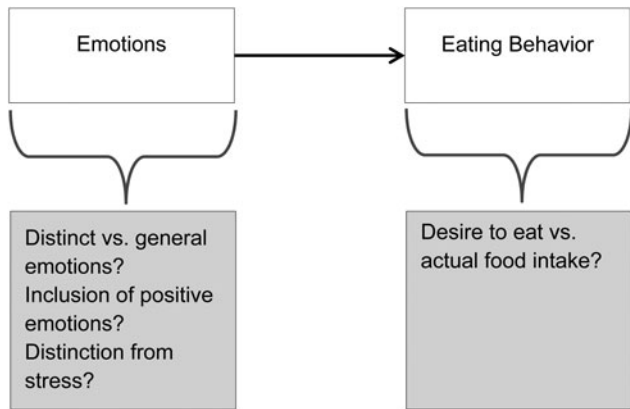 Emotions
Eating Behavior
Distinct vs. general
emotions?
Inclusion of positive
emotions?
Distinction from
stress?
Desire to eat vs.
actual food intake?